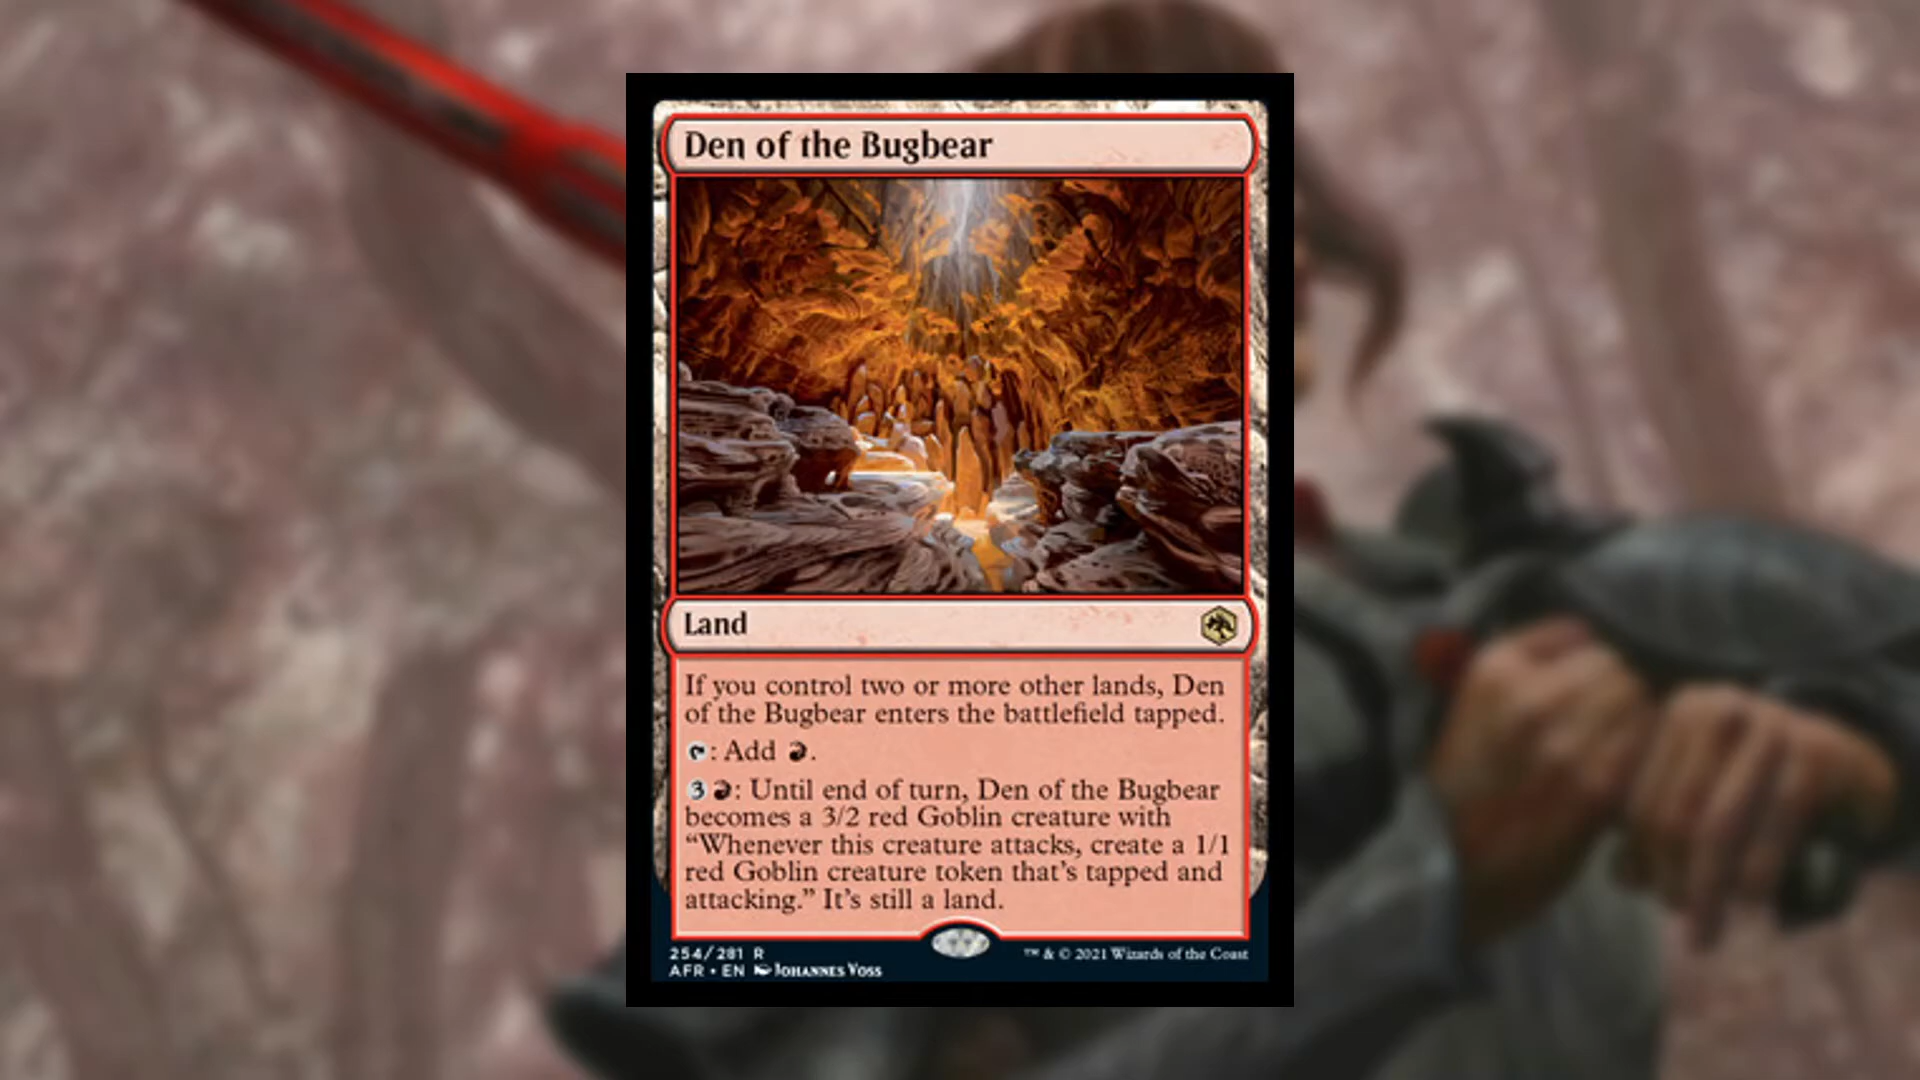 Den of the Bugbear
Land
If you control two or more other lands, Den
of the Bugbear enters the battlefield tapped.
: Add .
3 : Until end of turn, Den of the Bugbear
becomes a 3/2 red Goblin creature with
“Whenever this creature attacks, create a 1/1
red Goblin creature token that’s tapped and
attacking.” It’s still a land.
254/281 R
AFR • EN Johannes Voss
™ & © 2021 Wizards of the Coast